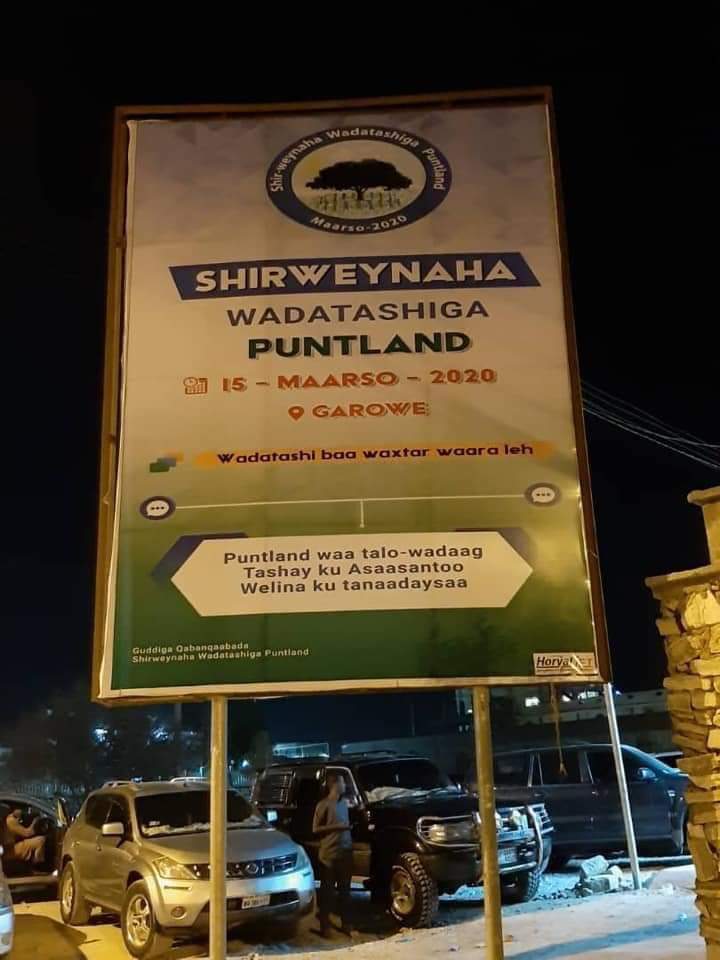 Shir-weynaha Wadatashiga Puntland
Maarso-2020
SHIRWEYNAHA
WADATASHIGA
PUNTLAND
15 - MAARSO - 2020
GAROWE
Wadatashi baa waxtar waara leh
Puntland waa talo-wadaag
Tashay ku Asaasantoo
Welina ku tanaadaysaa
Guddiga Qabanqaabada
Shirweynaha Wadatashiga Puntland